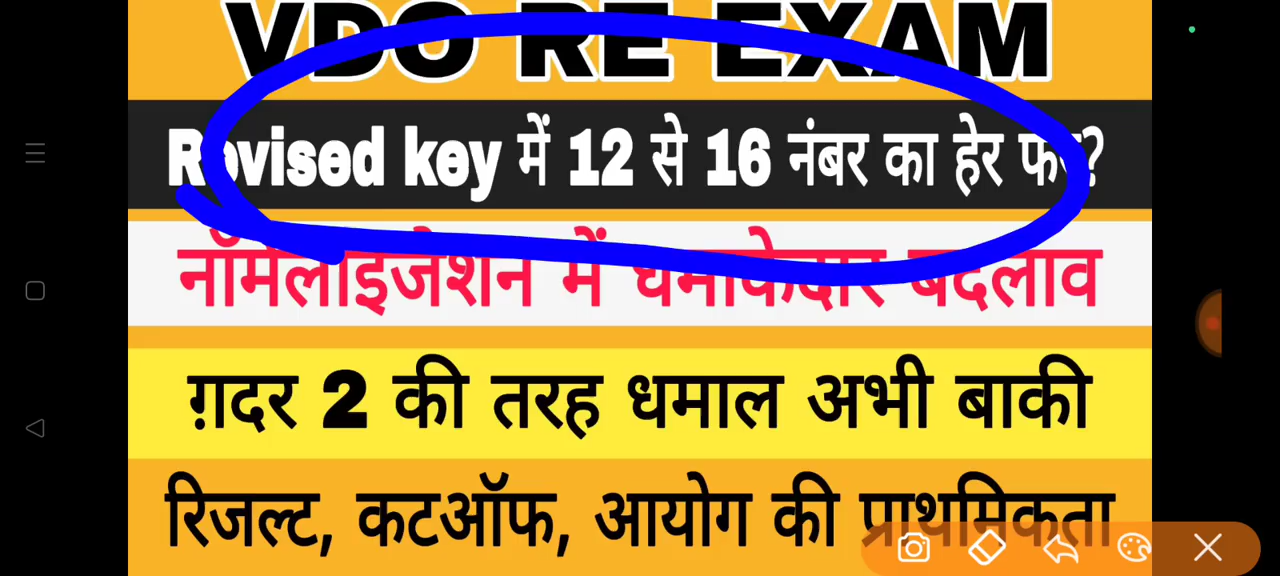 VDO RE EXAM
Revised key में 12 से 16 नंबर का हेर फेर?
नॉर्मलाइजेशन में धमाकेदार बदलाव
ग़दर 2 की तरह धमाल अभी बाकी
रिजल्ट, कटऑफ, आयोग की प्राथमिकता